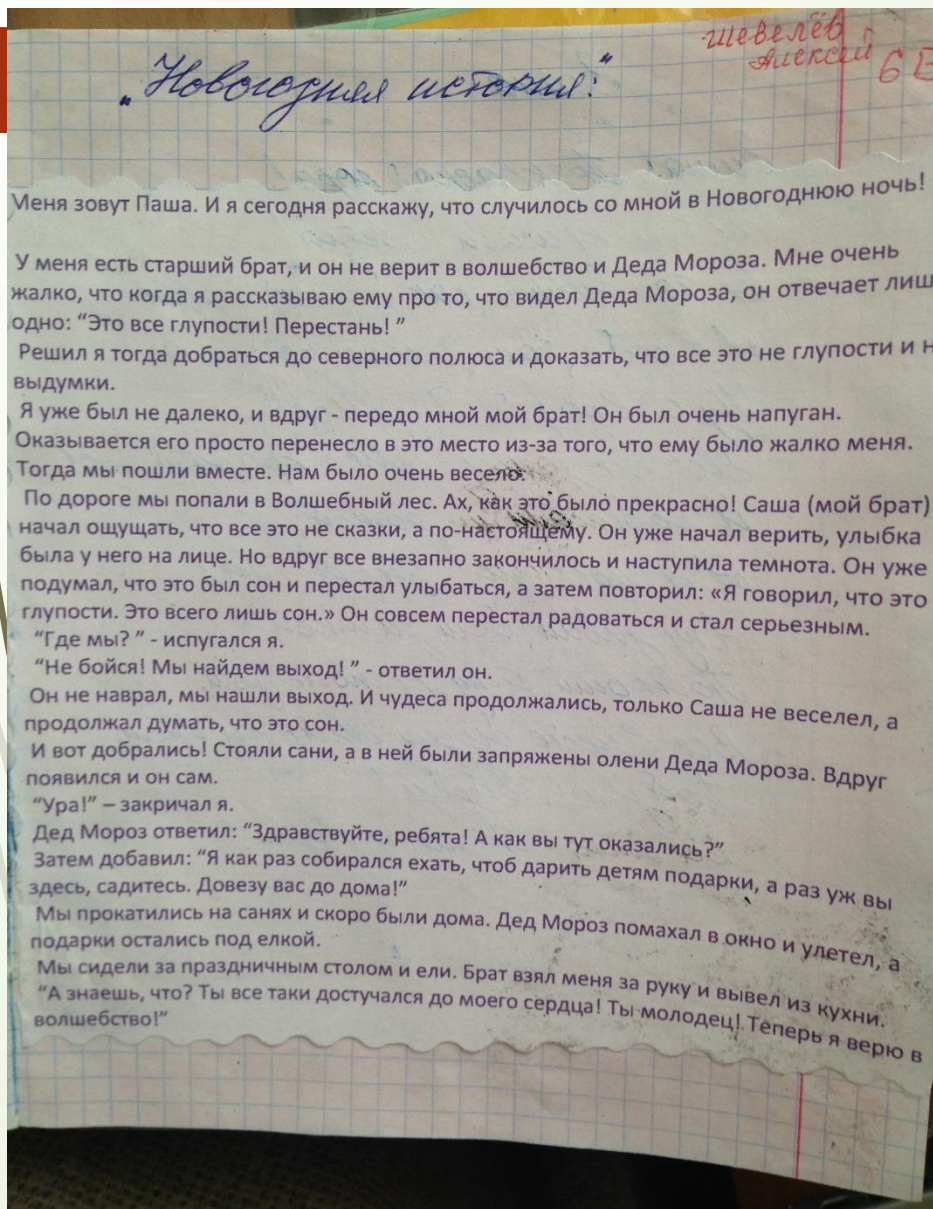 Шевелёв
Алексей 6
„Новогодняя история:“
Меня зовут Паша. И я сегодня расскажу, что случилось со мной в Новогоднюю ночь!
У меня есть старший брат, и он не верит в волшебство и Деда Мороза. Мне очень
жалко, что когда я рассказываю ему про то, что видел Деда Мороза, он отвечает лиш
одно: “Это все глупости! Перестань! ”
Решил я тогда добраться до северного полюса и доказать, что все это не глупости и н
выдумки.
Я уже был не далеко, и вдруг - передо мной мой брат! Он был очень напуган.
Оказывается его просто перенесло в это место из-за того, что ему было жалко меня.
Тогда мы пошли вместе. Нам было очень весело.
По дороге мы попали в Волшебный лес. Ах, как это было прекрасно! Саша (мой брат)
начал ощущать, что все это не сказки, а по-настоящему. Он уже начал верить, улыбка
была у него на лице. Но вдруг все внезапно закончилось и наступила темнота. Он уже
подумал, что это был сон и перестал улыбаться, а затем повторил: «Я говорил, что это
глупости. Это всего лишь сон.» Он совсем перестал радоваться и стал серьезным.
“Где мы? ” - испугался я.
“Не бойся! Мы найдем выход! ” - ответил он.
Он не наврал, мы нашли выход. И чудеса продолжались, только Саша не веселел, а
продолжал думать, что это сон.
И вот добрались! Стояли сани, а в ней были запряжены олени Деда Мороза. Вдруг
появился и он сам.
“Ура!” – закричал я.
Дед Мороз ответил: “Здравствуйте, ребята! А как вы тут оказались?”
Затем добавил: “Я как раз собирался ехать, чтоб дарить детям подарки, а раз уж вы
здесь, садитесь. Довезу вас до дома!”
Мы прокатились на санях и скоро были дома. Дед Мороз помахал в окно и улетел, а
подарки остались под елкой.
Мы сидели за праздничным столом и ели. Брат взял меня за руку и вывел из кухни.
“А знаешь, что? Ты все таки достучался до моего сердца! Ты молодец! Теперь я верю в
волшебство!”